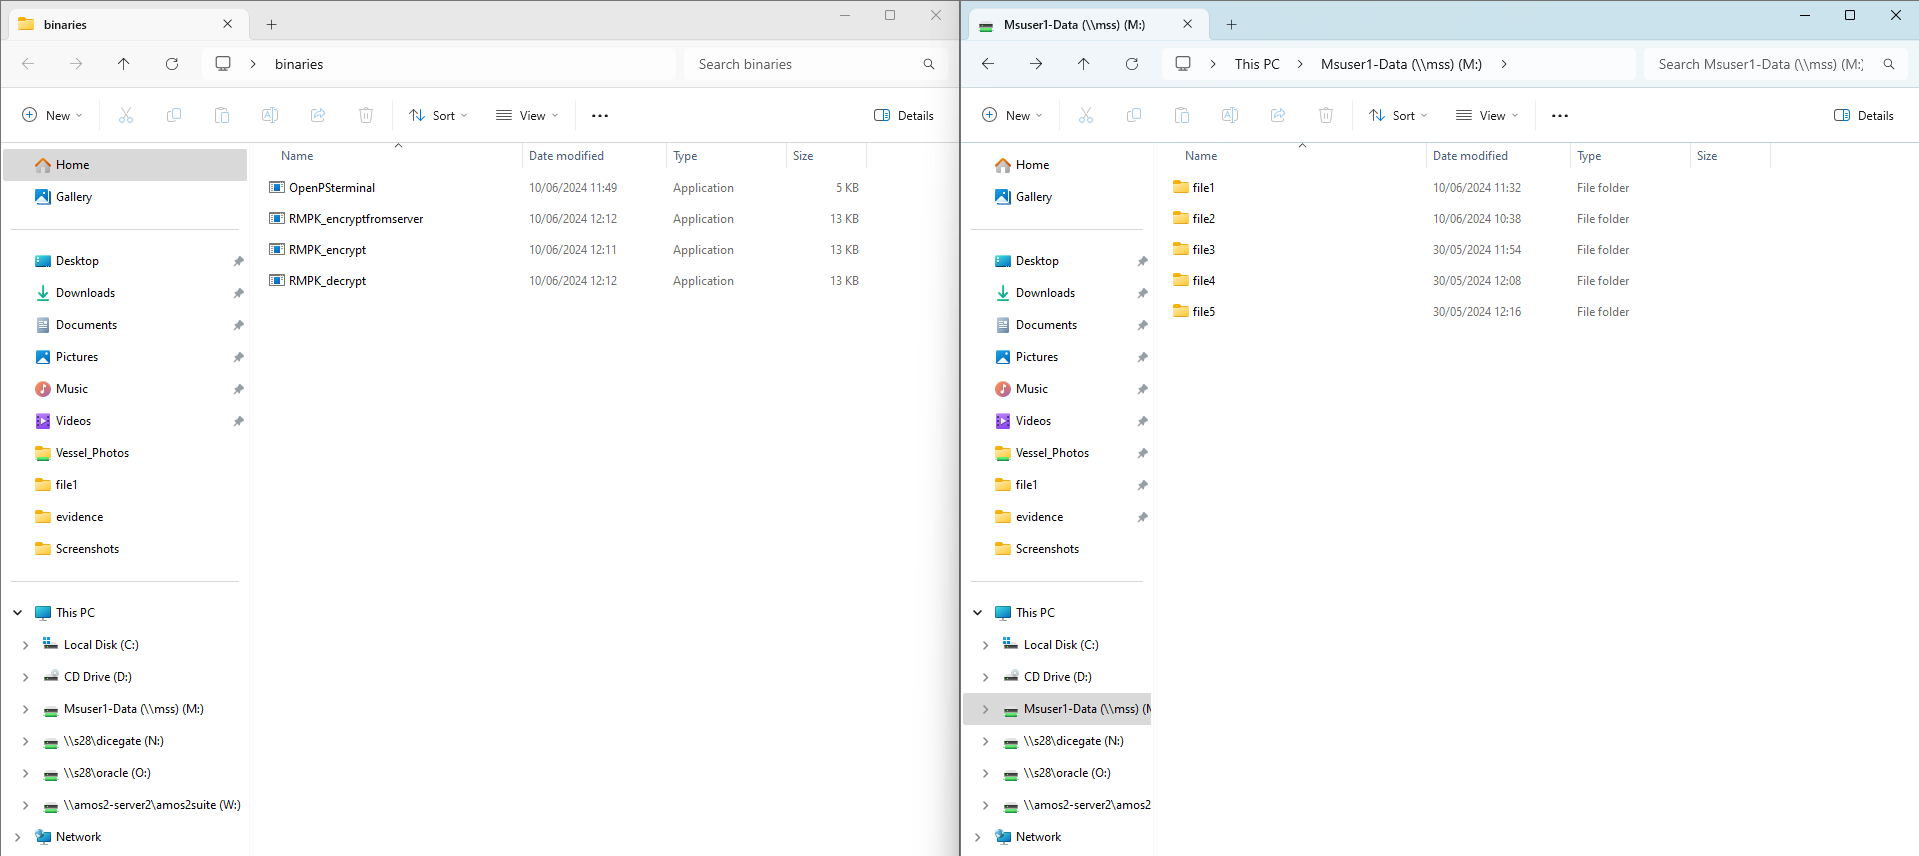 binaries
binaries
Search binaries
New
Sort
View
Details
Home
Gallery
Desktop
Downloads
Documents
Pictures
Music
Videos
Vessel_Photos
file1
evidence
Screenshots
This PC
Local Disk (C:)
CD Drive (D:)
Msuser1-Data (\\mss) (M:)
\\s28\dicegate (N:)
\\s28\oracle (O:)
\\amos2-server2\amos2suite (W:)
Network
Name Date modified Type Size
OpenPSterminal 10/06/2024 11:49 Application 5 KB
RMPK_encryptfromserver 10/06/2024 12:12 Application 13 KB
RMPK_encrypt 10/06/2024 12:11 Application 13 KB
RMPK_decrypt 10/06/2024 12:12 Application 13 KB
Msuser1-Data (\\mss) (M:)
This PC Msuser1-Data (\\mss) (M:)
Search Msuser1-Data (\\mss) (M:)
New
Sort
View
Details
Home
Gallery
Desktop
Downloads
Documents
Pictures
Music
Videos
Vessel_Photos
file1
evidence
Screenshots
This PC
Local Disk (C:)
CD Drive (D:)
Msuser1-Data (\\mss) (M
\\s28\dicegate (N:)
\\s28\oracle (O:)
\\amos2-server2\amos2
Network
Name Date modified Type Size
file1 10/06/2024 11:32 File folder
file2 10/06/2024 10:38 File folder
file3 30/05/2024 11:54 File folder
file4 30/05/2024 12:08 File folder
file5 30/05/2024 12:16 File folder